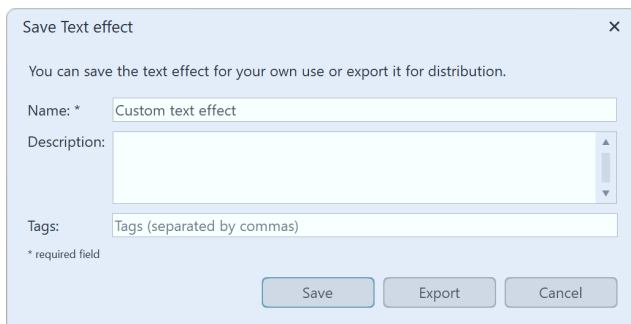 Save Text effect
You can save the text effect for your own use or export it for distribution.
Name: * Custom text effect
Description:
Tags: Tags (separated by commas)
* required field
Save Export Cancel